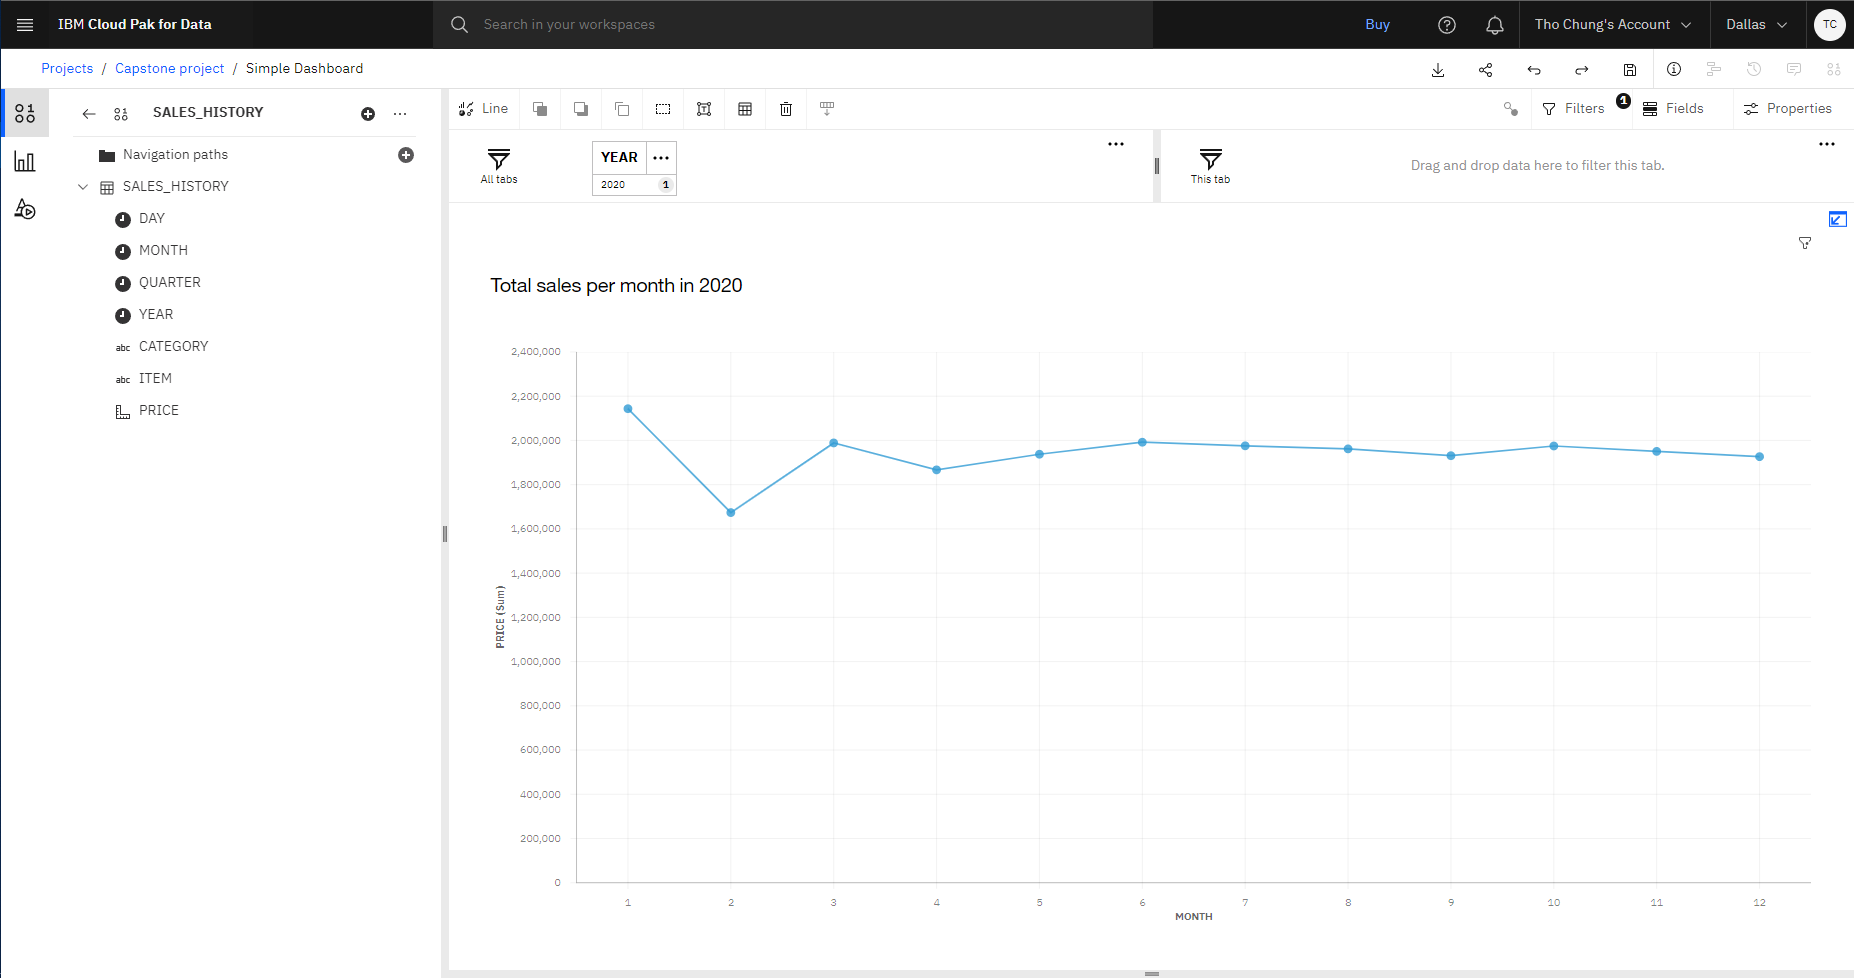 IBM Cloud Pak for Data
Search in your workspaces
Buy
Tho Chung's Account
Dallas
TC
Projects / Capstone project / Simple Dashboard
SALES_HISTORY
Navigation paths
SALES_HISTORY
DAY
MONTH
QUARTER
YEAR
abc CATEGORY
abc ITEM
PRICE
Line
Filters 1
Fields
Properties
All tabs
YEAR
2020 1
This tab
Drag and drop data here to filter this tab.
Total sales per month in 2020
2,400,000
2,200,000
2,000,000
1,800,000
1,600,000
1,400,000
1,200,000
1,000,000
800,000
600,000
400,000
200,000
0
PRICE (Sum)
1 2 3 4 5 6 7 8 9 10 11 12
MONTH